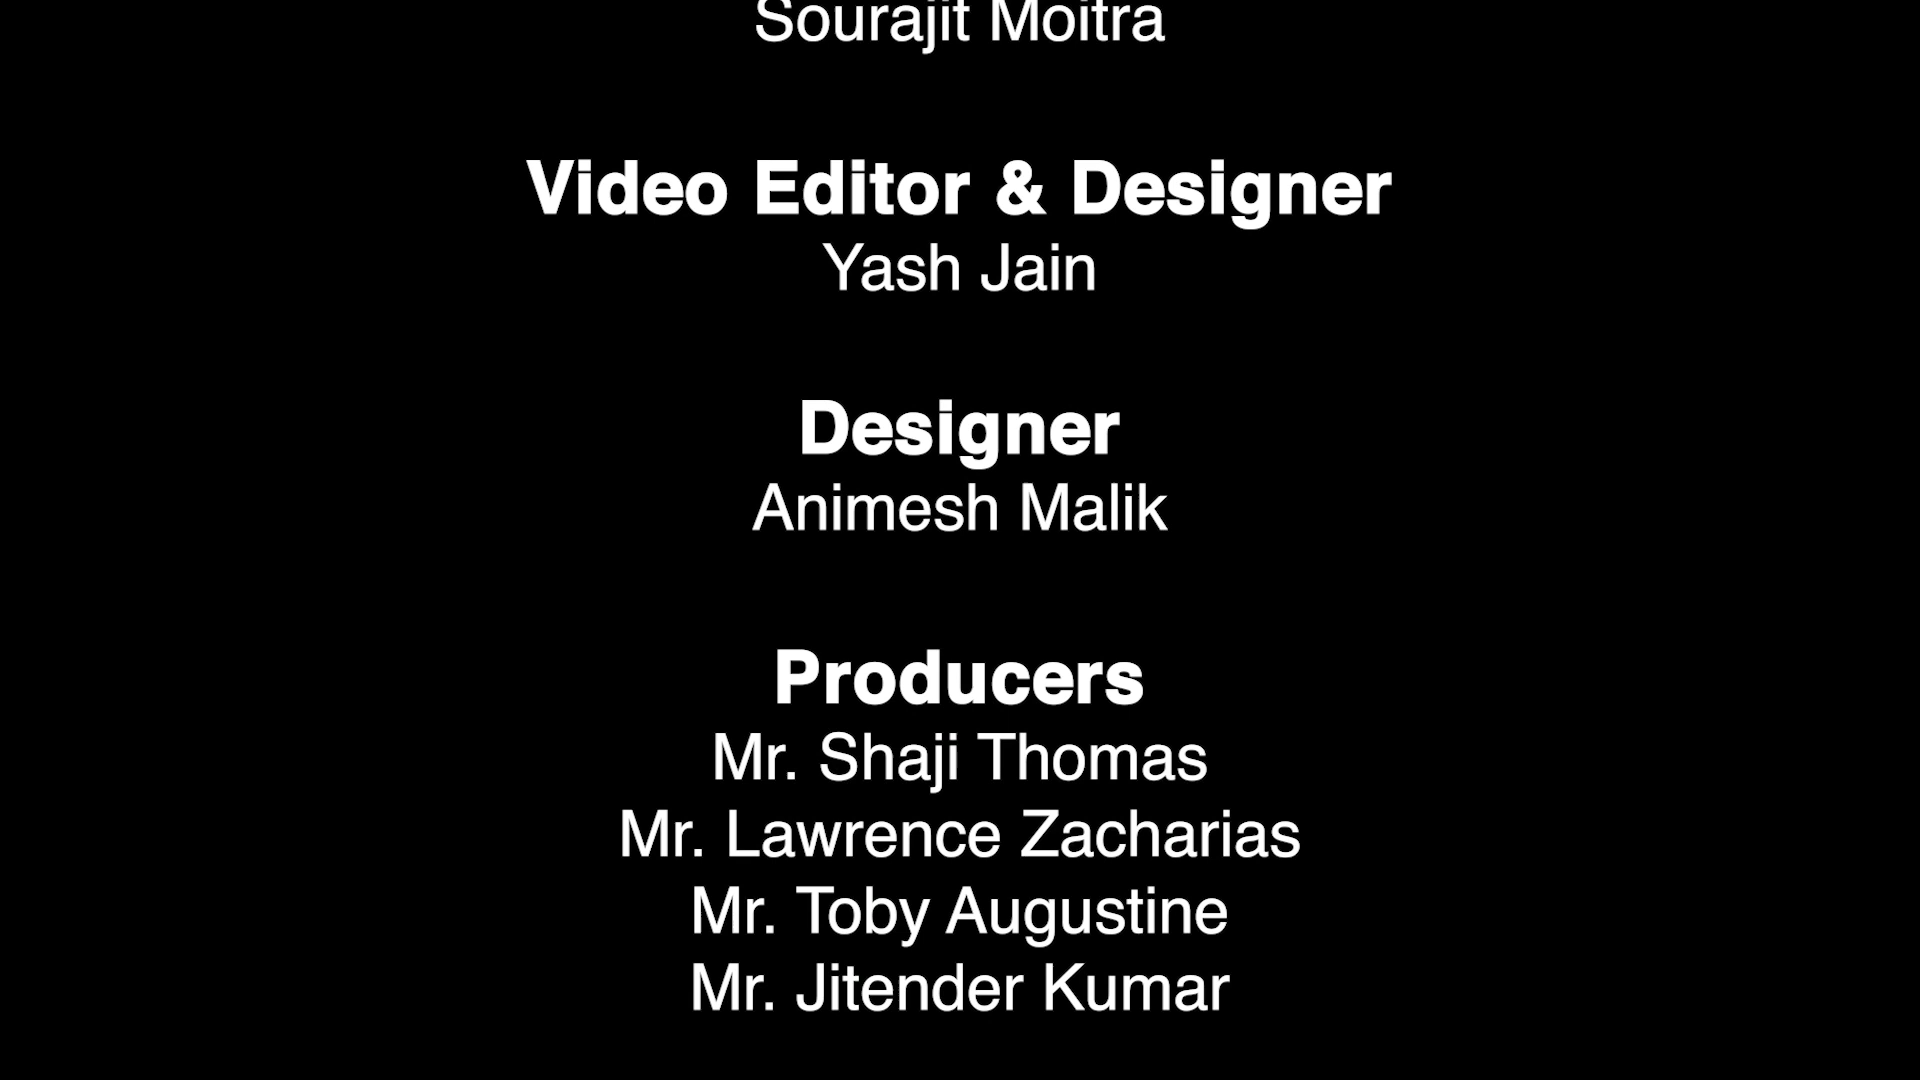 Sourajit Moitra
Video Editor & Designer
Yash Jain
Designer
Animesh Malik
Producers
Mr. Shaji Thomas
Mr. Lawrence Zacharias
Mr. Toby Augustine
Mr. Jitender Kumar